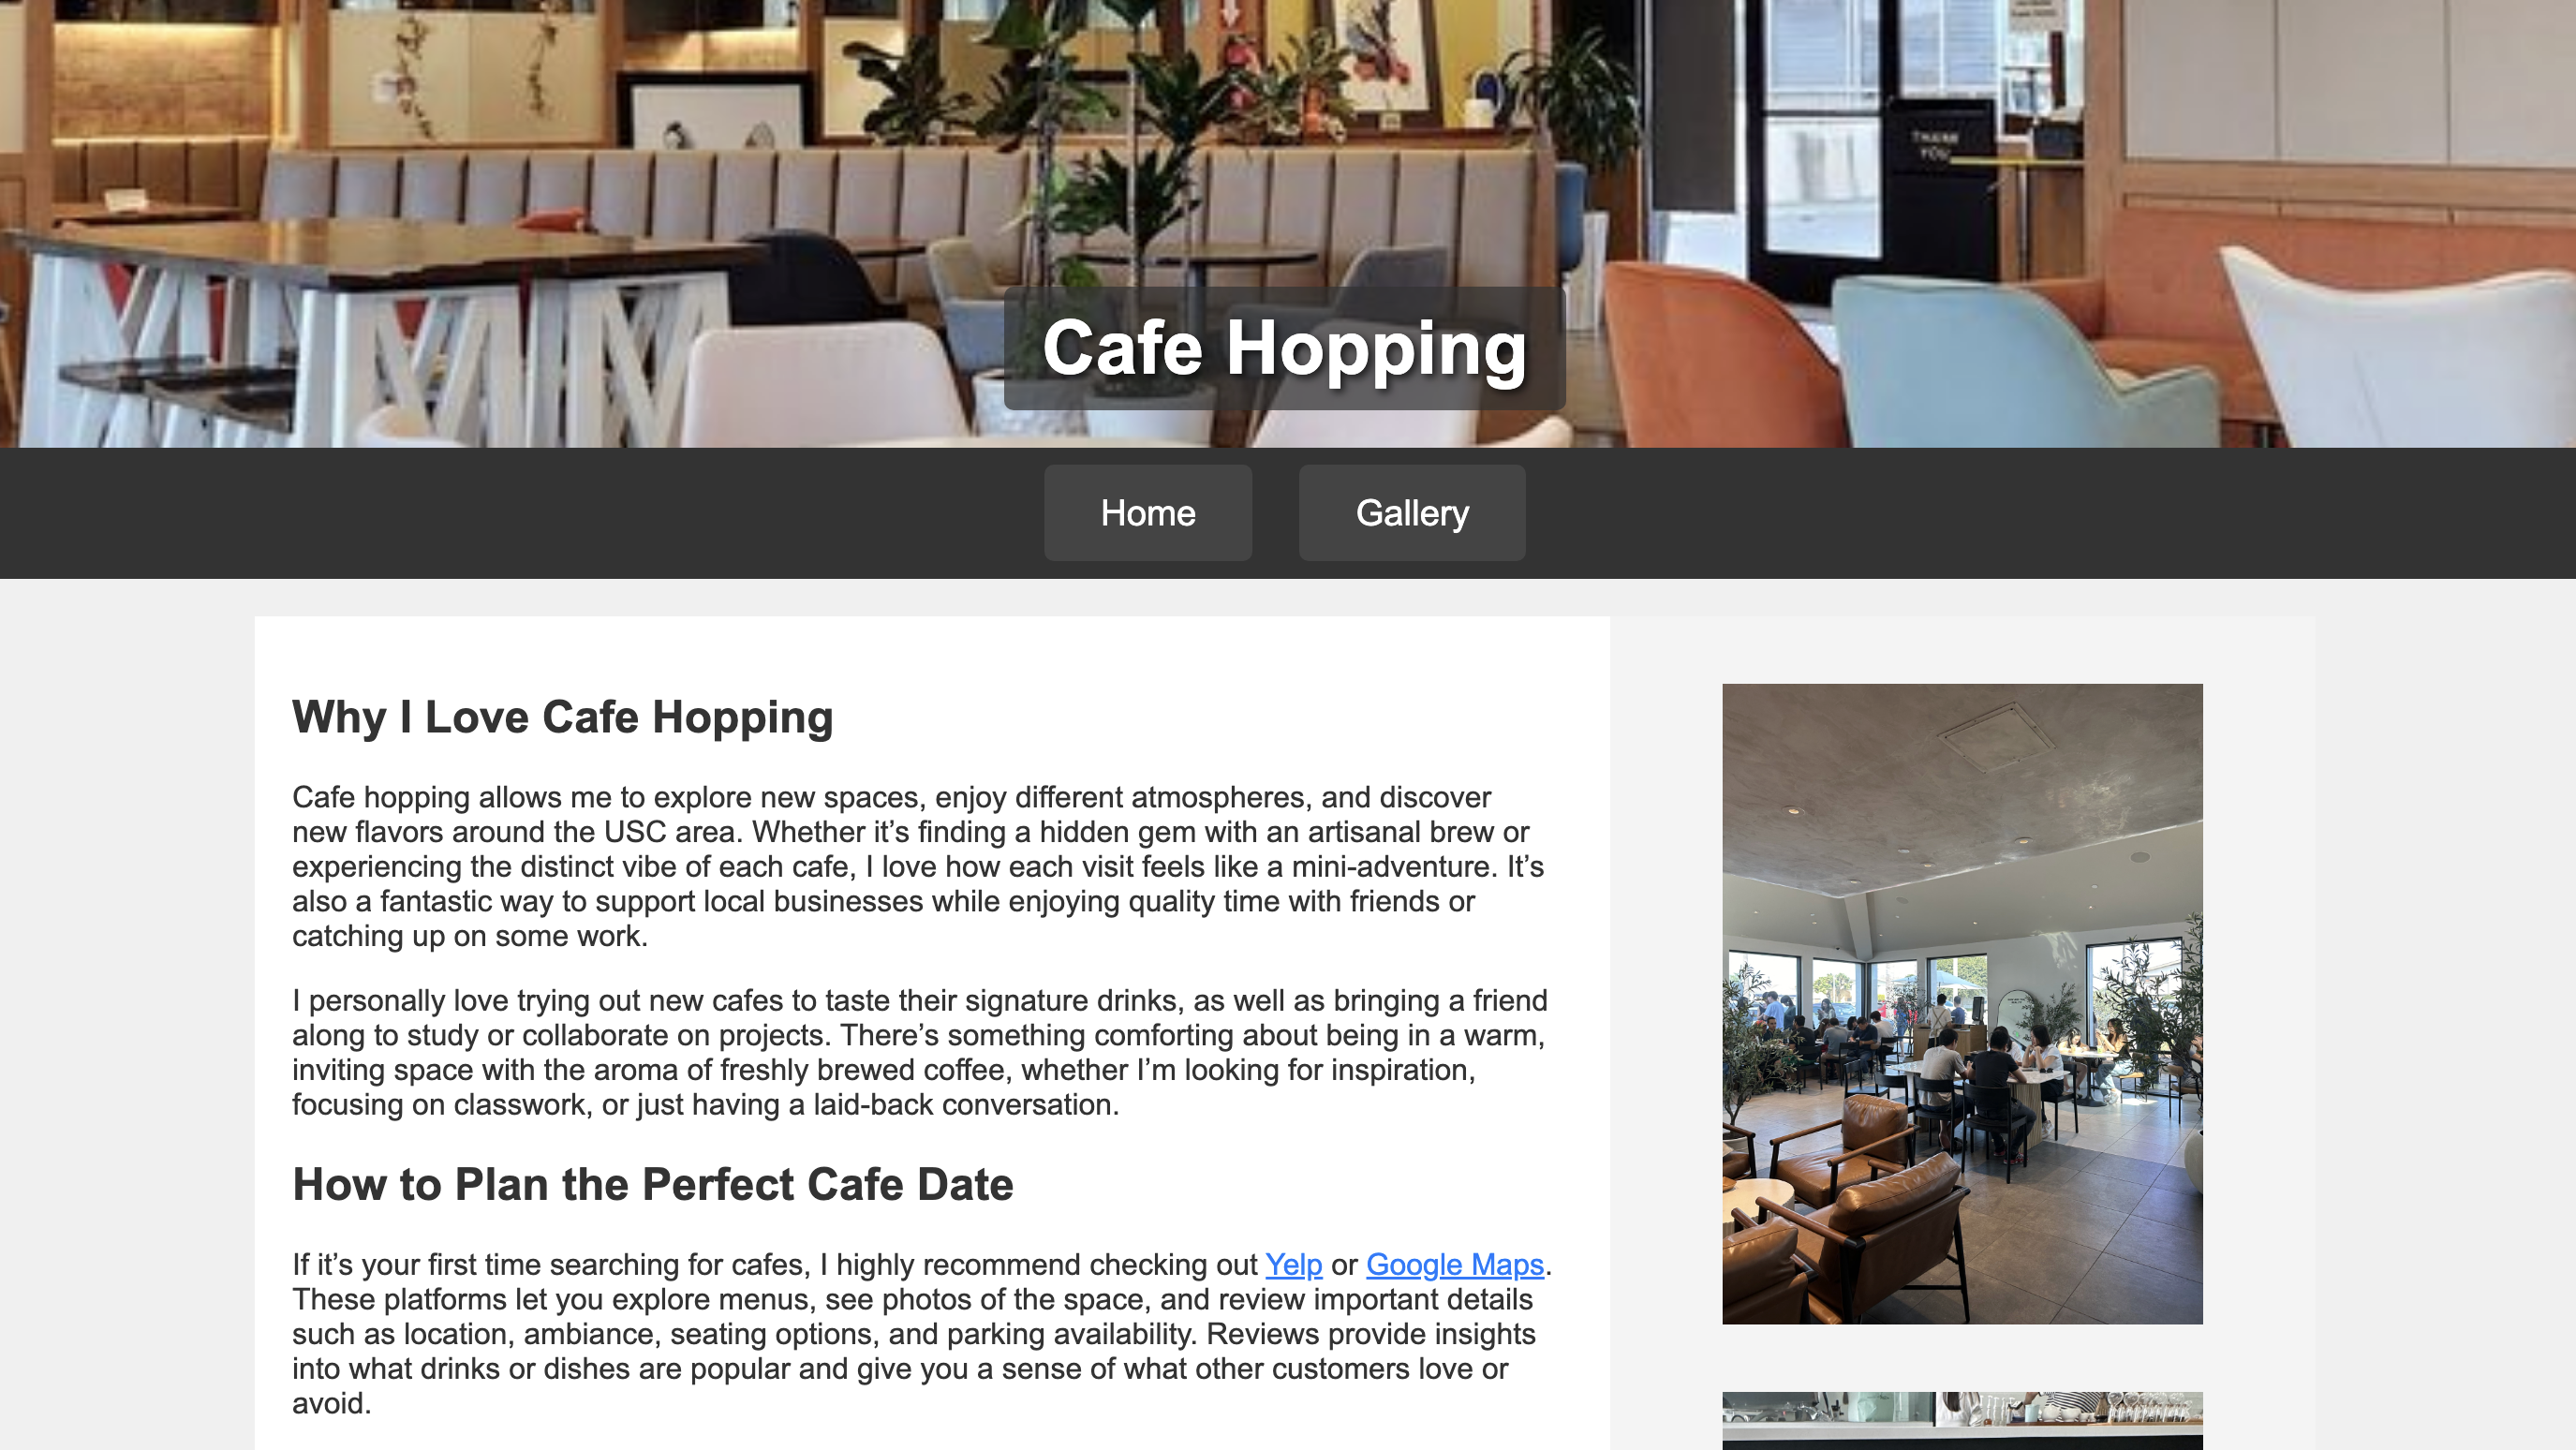 THANK
YOU
Cafe Hopping
Home
Gallery
Why I Love Cafe Hopping
Cafe hopping allows me to explore new spaces, enjoy different atmospheres, and discover
new flavors around the USC area. Whether it’s finding a hidden gem with an artisanal brew or
experiencing the distinct vibe of each cafe, I love how each visit feels like a mini-adventure. It’s
also a fantastic way to support local businesses while enjoying quality time with friends or
catching up on some work.
I personally love trying out new cafes to taste their signature drinks, as well as bringing a friend
along to study or collaborate on projects. There’s something comforting about being in a warm,
inviting space with the aroma of freshly brewed coffee, whether I’m looking for inspiration,
focusing on classwork, or just having a laid-back conversation.
How to Plan the Perfect Cafe Date
If it’s your first time searching for cafes, I highly recommend checking out Yelp or Google Maps.
These platforms let you explore menus, see photos of the space, and review important details
such as location, ambiance, seating options, and parking availability. Reviews provide insights
into what drinks or dishes are popular and give you a sense of what other customers love or
avoid.